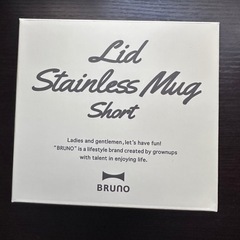 Lid
Stainless Mug
Short
Ladies and gentlemen, let's have fun!
"BRUNO" is a lifestyle brand created by grownups
with talent in enjoying life.
BRUNO